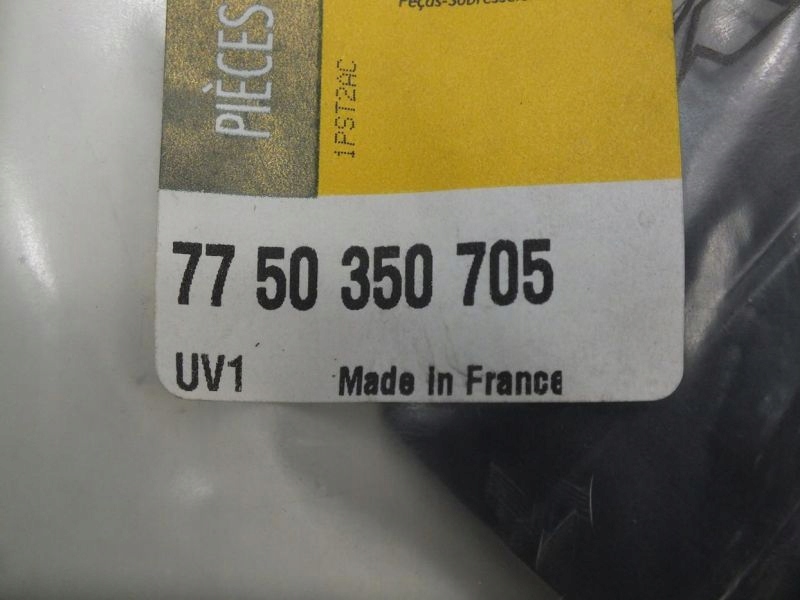 PIÈCES
1PST2AC
77 50 350 705
UV1 Made in France